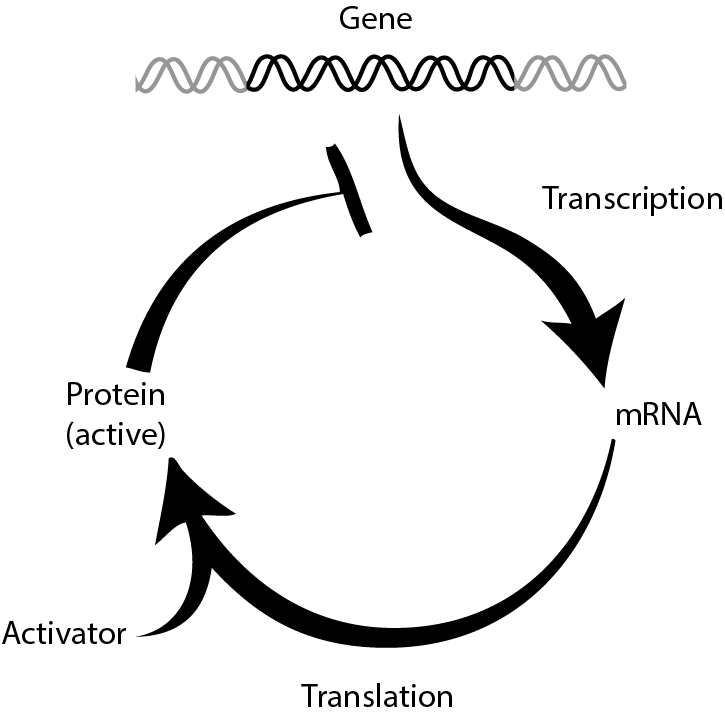 Gene
Transcription
Protein
(active)
mRNA
Activator
Translation